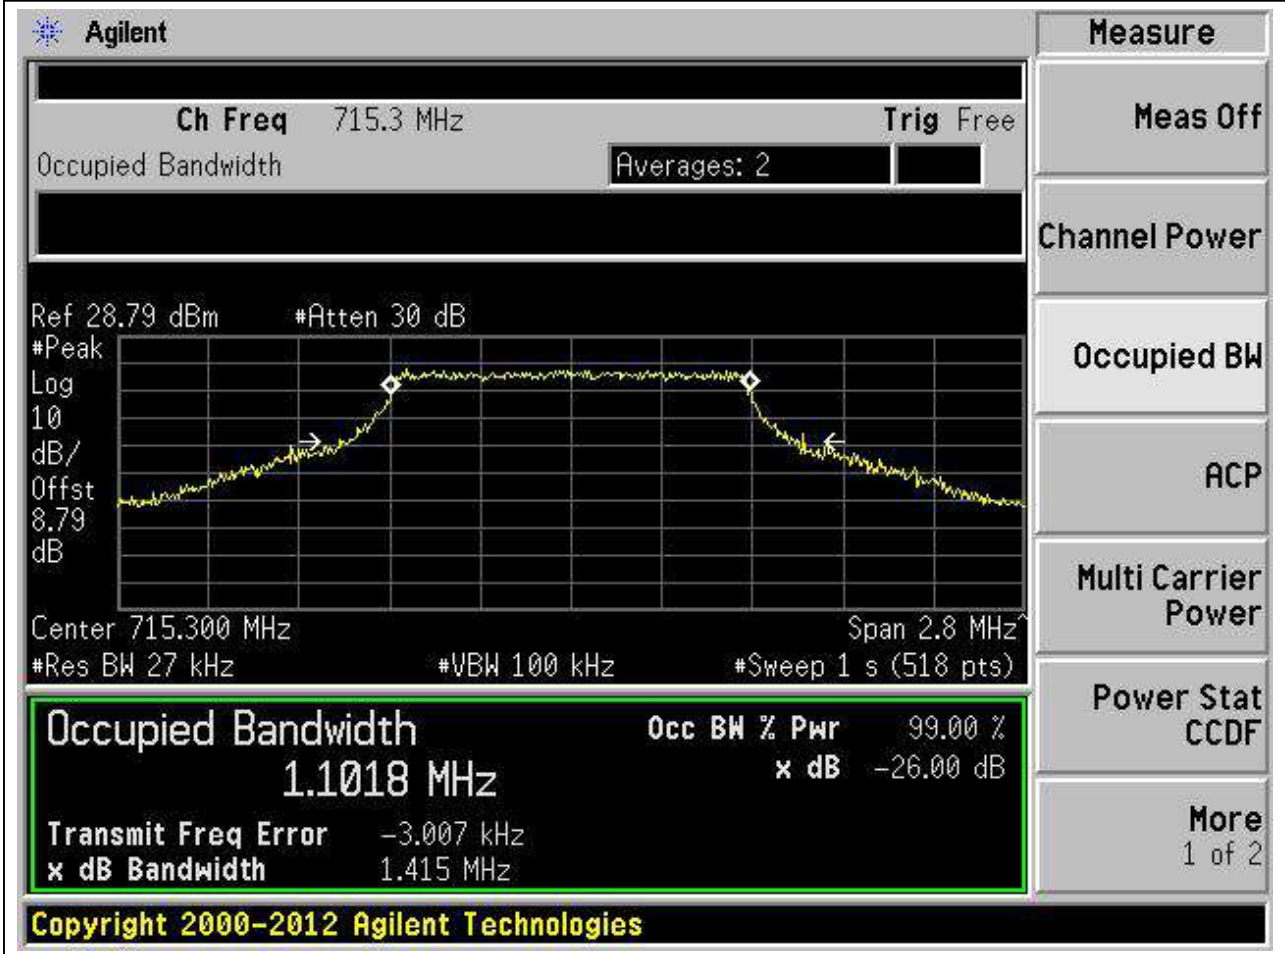 Agilent
Measure
Ch Freq 715.3 MHz Trig Free
Occupied Bandwidth Averages: 2
Meas Off
Channel Power
Occupied BW
ACP
Multi Carrier
Power
Power Stat
CCDF
More
1 of 2
Ref 28.79 dBm #Atten 30 dB
#Peak
Log
10
dB/
Offst
8.79
dB
Center 715.300 MHz Span 2.8 MHz^
#Res BW 27 kHz #VBW 100 kHz #Sweep 1 s (518 pts)
Occupied Bandwidth Occ BW % Pwr 99.00 %
1.1018 MHz x dB -26.00 dB
Transmit Freq Error -3.007 kHz
x dB Bandwidth 1.415 MHz
Copyright 2000-2012 Agilent Technologies